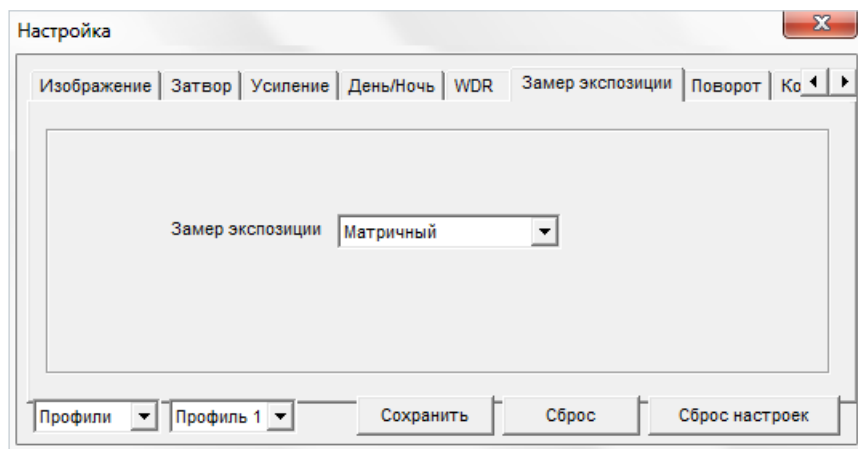 Настройка
Изображение Затвор Усиление День/Ночь WDR Замер экспозиции Поворот Ко
Замер экспозиции Матричный
Профили Профиль 1 Сохранить Сброс Сброс настроек